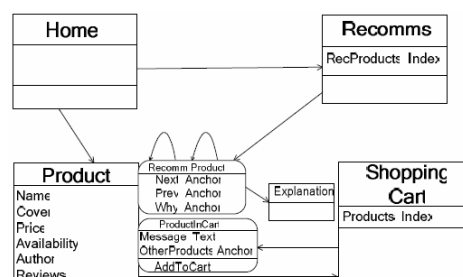 Home
Recomms
RecProducts Index
Product
Name
Cover
Price
Availability
Author
Reviews
Recomm Product
Next Anchor
Prev Anchor
Why Anchor
ProductInCart
Message Text
OtherProducts Anchor
AddToCart
Explanation
Shopping
Cart
Products Index